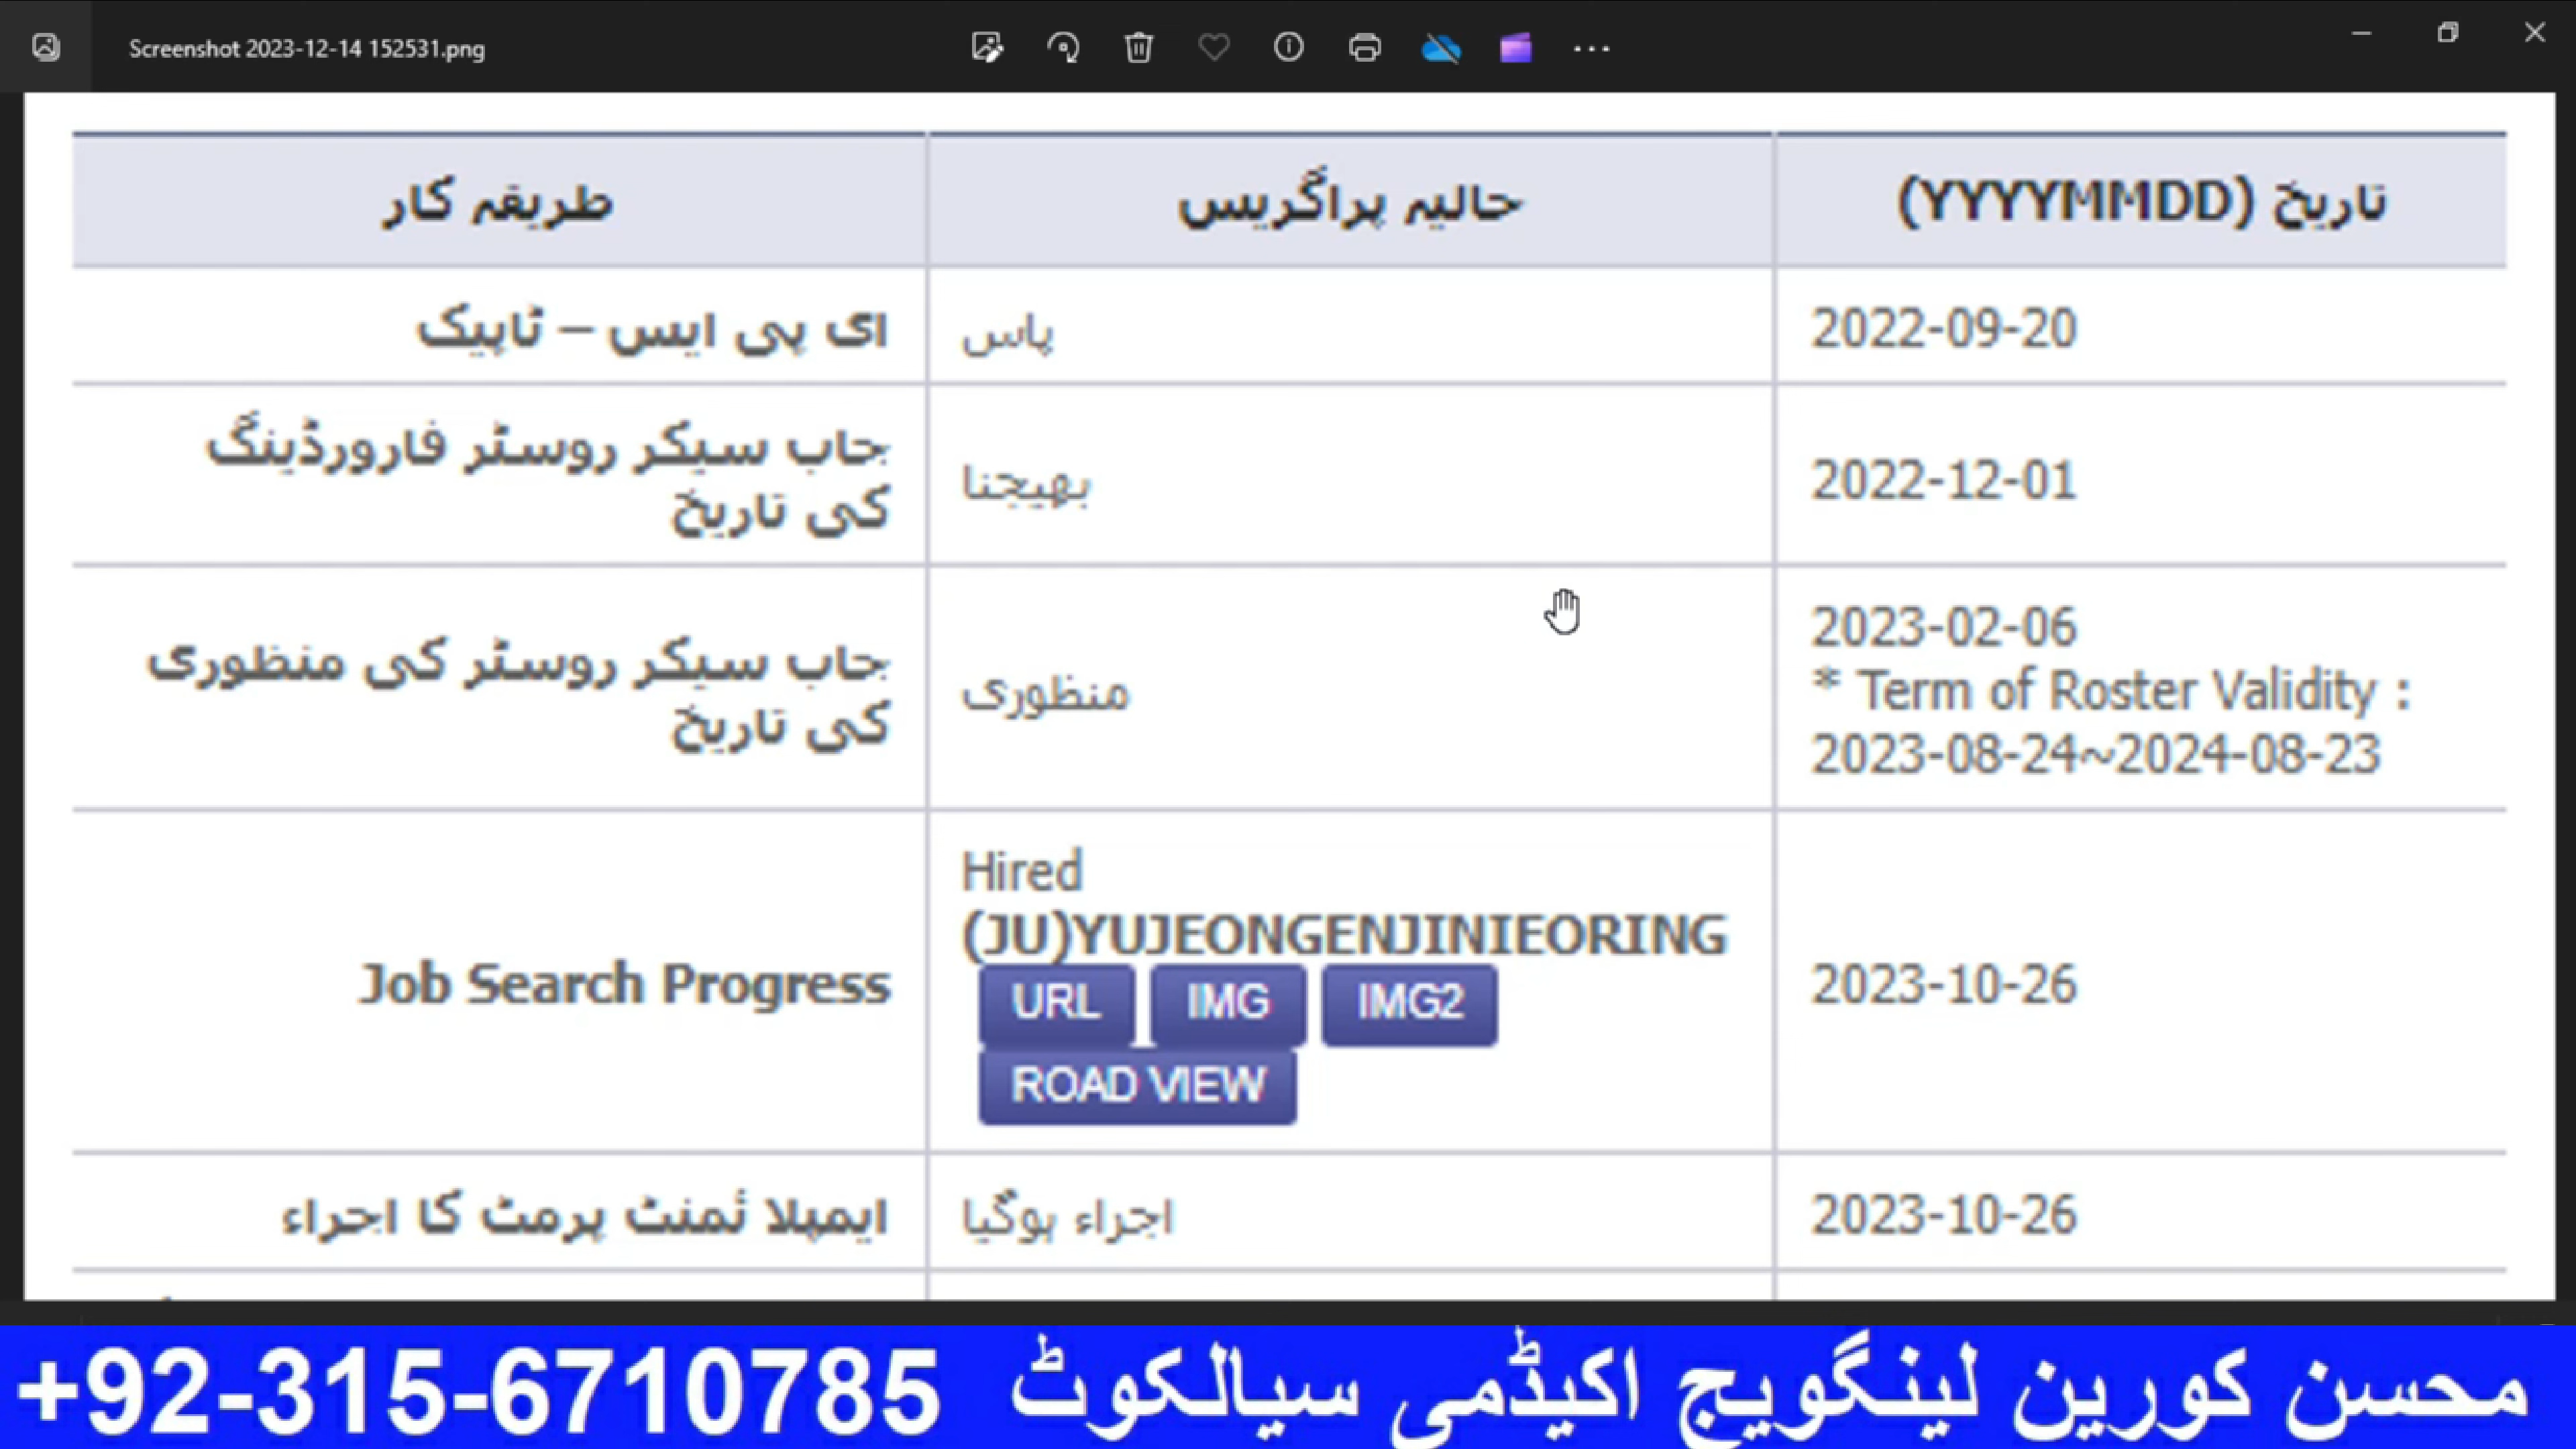 Screenshot 2023-12-14 152531.png
طریقہ کار
حالیہ پراگریس
تاریخ (YYYYMMDD)
ای پی ایس – ٹاپیک
پاس
2022-09-20
جاب سیکر روسٹر فارورڈینگ
کی تاریخ
بھیجنا
2022-12-01
جاب سیکر روسٹر کی منظوری
کی تاریخ
منظوری
2023-02-06
* Term of Roster Validity :
2023-08-24~2024-08-23
Job Search Progress
Hired
(JU)YUJEONGENJINIEORING
URL IMG IMG2
ROAD VIEW
2023-10-26
ایمپلا ئمنٹ پرمٹ کا اجراء
اجراء ہوگیا
2023-10-26
محسن کورین لینگویج اکیڈمی سیالکوٹ +92-315-6710785